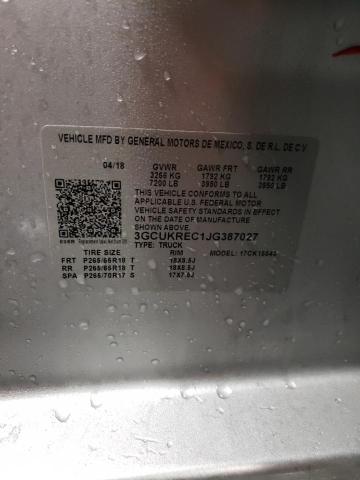 VEHICLE MFD BY GENERAL MOTORS DE MEXICO, S. DE R.L. DE C V
04/18 GVWR GAWR FRT GAWR RR
3266 KG 1792 KG 1792 KG
7200 LB 3950 LB 3950 LB
THIS VEHICLE CONFORMS TO ALL
APPLICABLE U.S. FEDERAL MOTOR
VEHICLE SAFETY STANDARDS IN
EFFECT ON THE DATE OF MANUFACTURE
SHOWN ABOVE.
3GCUKREC1JG387027
TYPE: TRUCK
TIRE SIZE RIM MODEL:
FRT P265/65R18 T 18X8.5J
RR P265/65R18 T 18X8.5J
SPA P265/70R17 S 17X7.0J